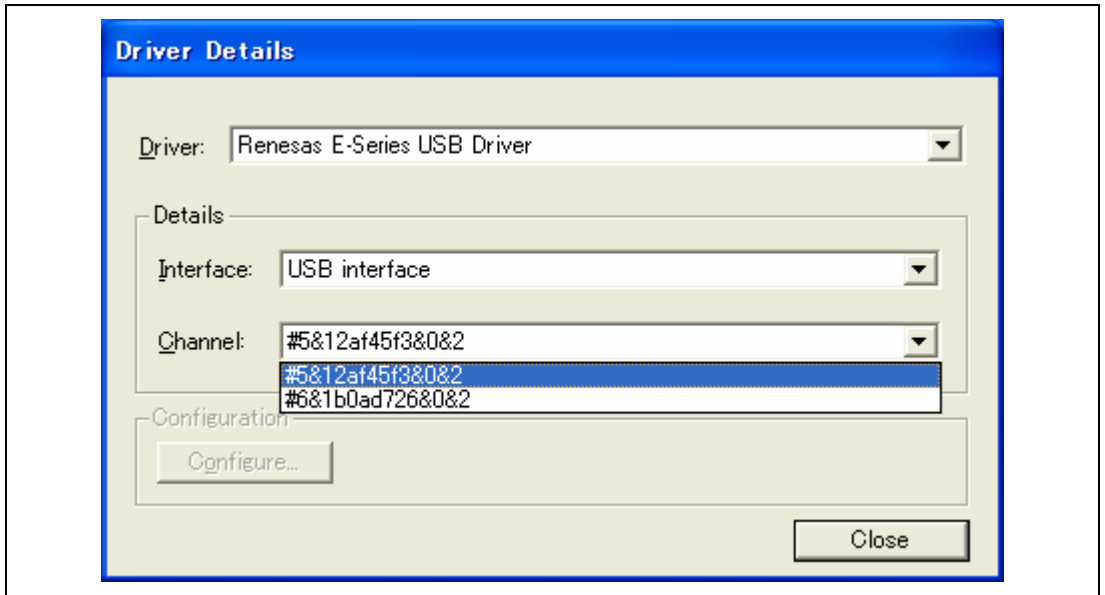 Driver Details
Driver: Renesas E-Series USB Driver
Details
Interface: USB interface
Channel: #5&12af45f3&0&2
#5&12af45f3&0&2
#6&1b0ad726&0&2
Configuration
Configure...
Close